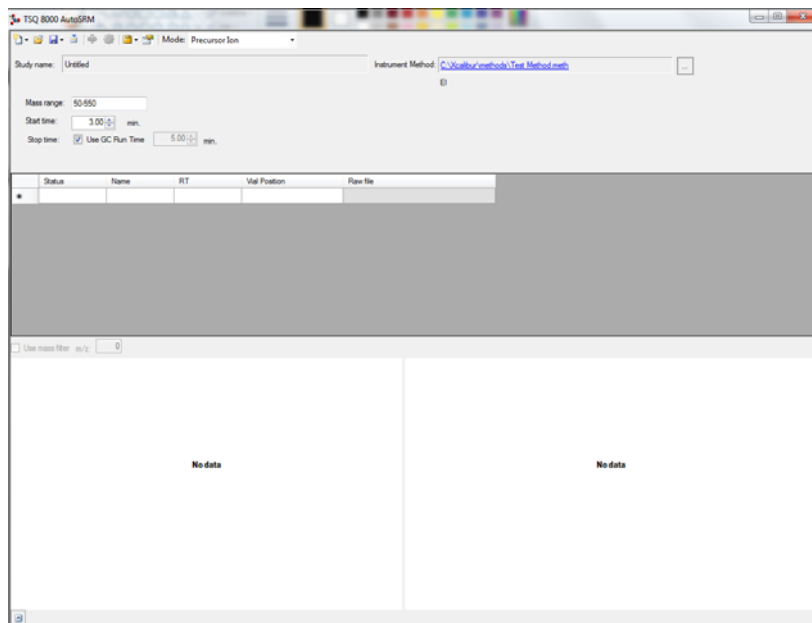 TSQ 8000 AutoSRM
Mode: Precursor Ion
Study name: Untitled
Instrument Method: C:\Xcalibur\methods\Test Method.meth
EI
Mass range: 50-550
Start time: 3.00 min.
Stop time: Use GC Run Time 5.00 min.
Status Name RT Vial Position Raw file
Use mass filter m/z: 0
No data No data